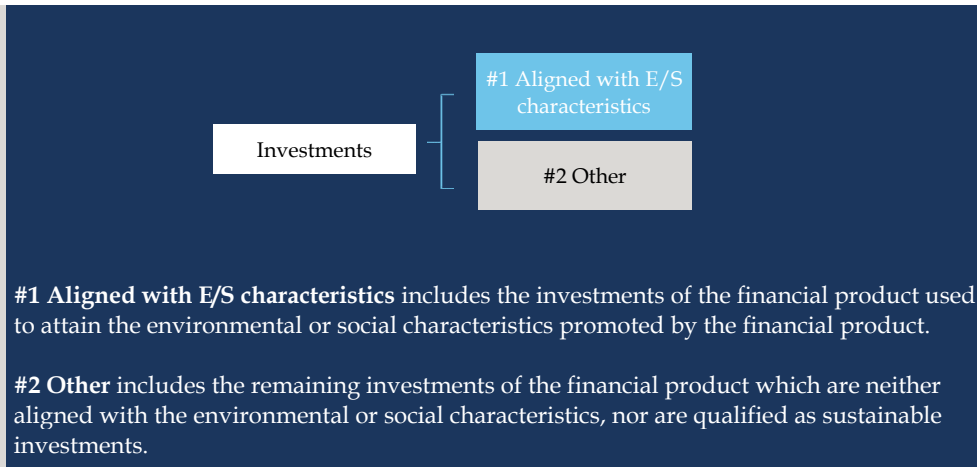 #1 Aligned with E/S
characteristics
Investments
#2 Other
#1 Aligned with E/S characteristics includes the investments of the financial product used
to attain the environmental or social characteristics promoted by the financial product.
#2 Other includes the remaining investments of the financial product which are neither
aligned with the environmental or social characteristics, nor are qualified as sustainable
investments.